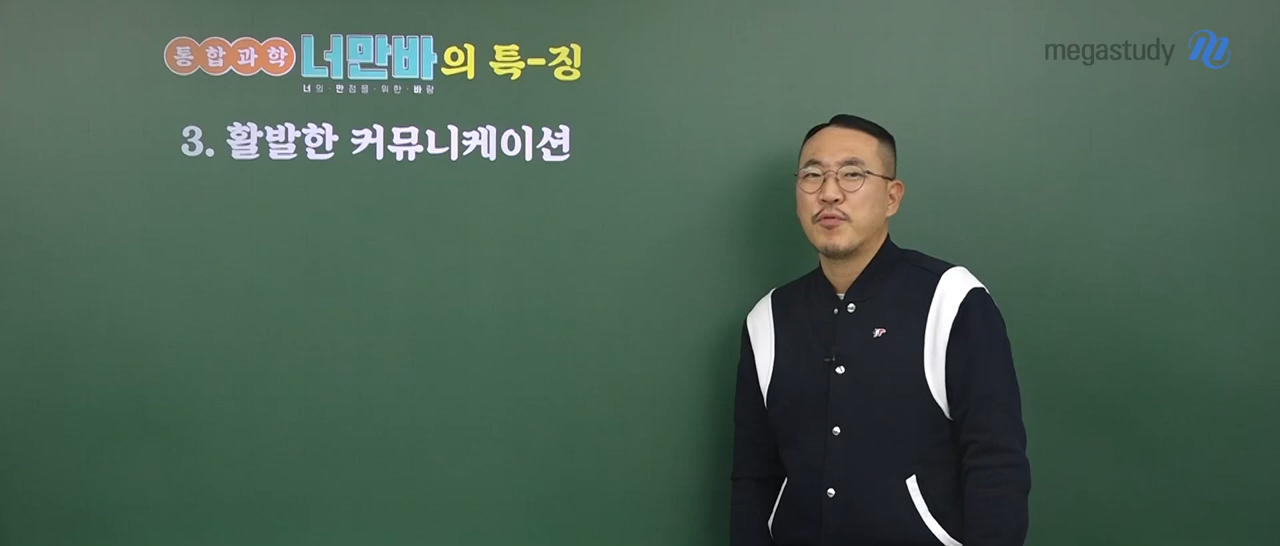 통합과학 너만바의 특-징
너의·만점을·위한·바람
3. 활발한 커뮤니케이션
megastudy